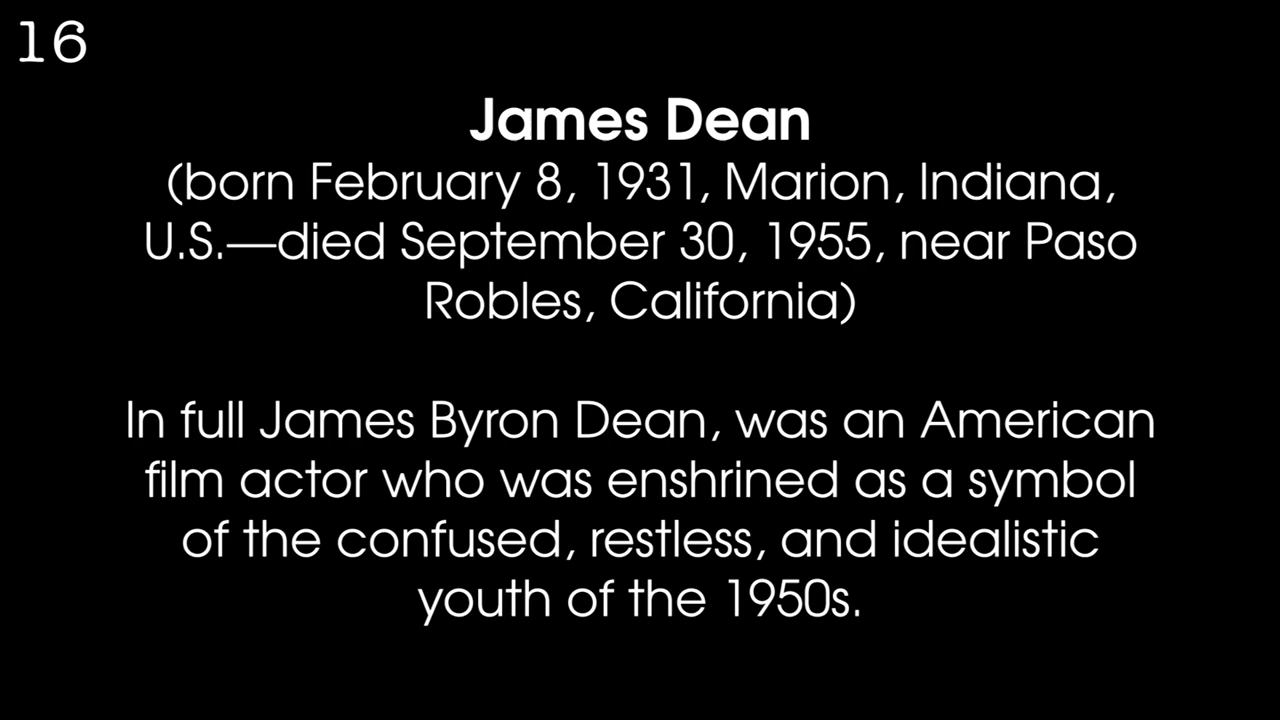 16
James Dean
(born February 8, 1931, Marion, Indiana,
U.S.—died September 30, 1955, near Paso
Robles, California)
In full James Byron Dean, was an American
film actor who was enshrined as a symbol
of the confused, restless, and idealistic
youth of the 1950s.